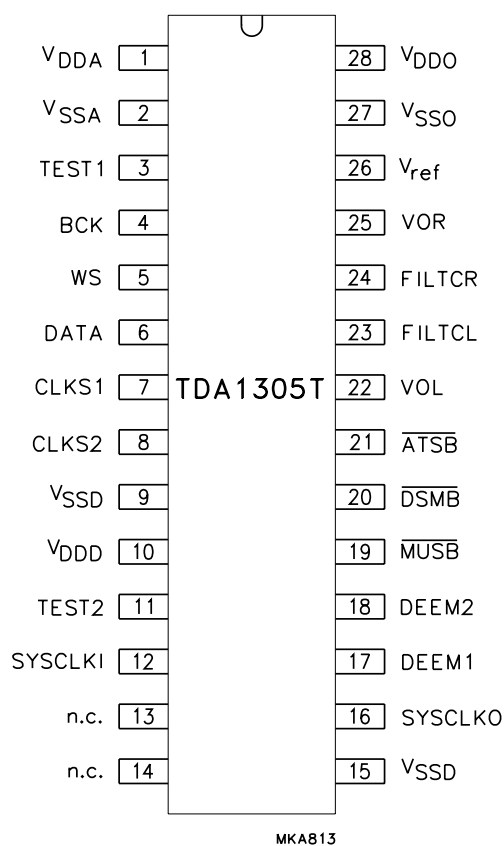 VDDA 1 28 VDDO
VSSA 2 27 VSSO
TEST1 3 26 Vref
BCK 4 25 VOR
WS 5 24 FILTCR
DATA 6 23 FILTCL
CLKS1 7 TDA1305T 22 VOL
CLKS2 8 21 ATSB
VSSD 9 20 DSMB
VDDD 10 19 MUSB
TEST2 11 18 DEEM2
SYSCLKI 12 17 DEEM1
n.c. 13 16 SYSCLKO
n.c. 14 15 VSSD
MKA813